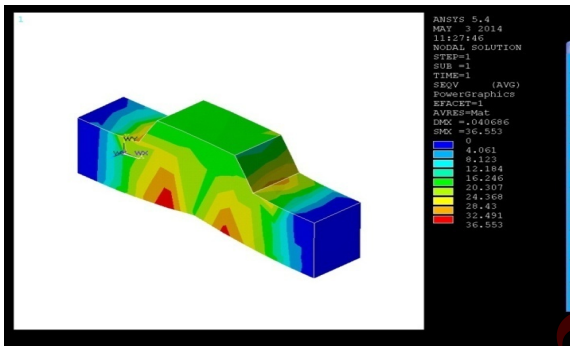 1
ANSYS 5.4
MAY 3 2014
11:27:46
NODAL SOLUTION
STEP=1
SUB =1
TIME=1
SEQV (AVG)
PowerGraphics
EFACET=1
AVRES=Mat
DMX =.040686
SMX =36.553
0
4.061
8.123
12.184
16.246
20.307
24.368
28.43
32.491
36.553
WY
WX